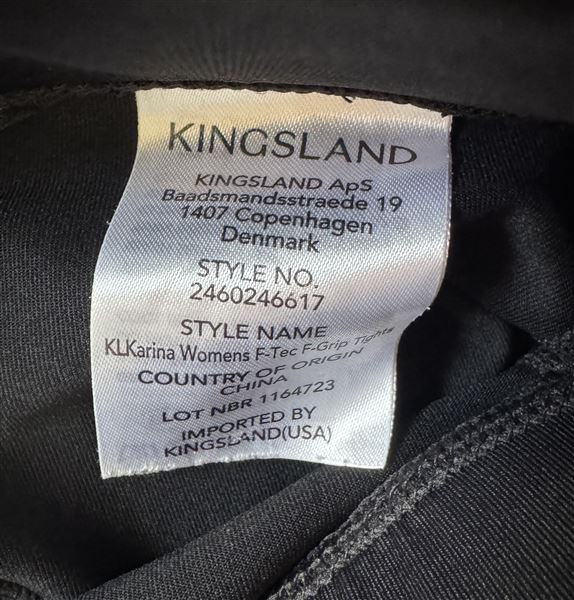 KINGSLAND
KINGSLAND ApS
Baadsmandsstraede 19
1407 Copenhagen
Denmark
STYLE NO.
2460246617
STYLE NAME
KLKarina Womens F-Tec F-Grip Tights
COUNTRY OF ORIGIN
CHINA
LOT NBR 1164723
IMPORTED BY
KINGSLAND(USA)